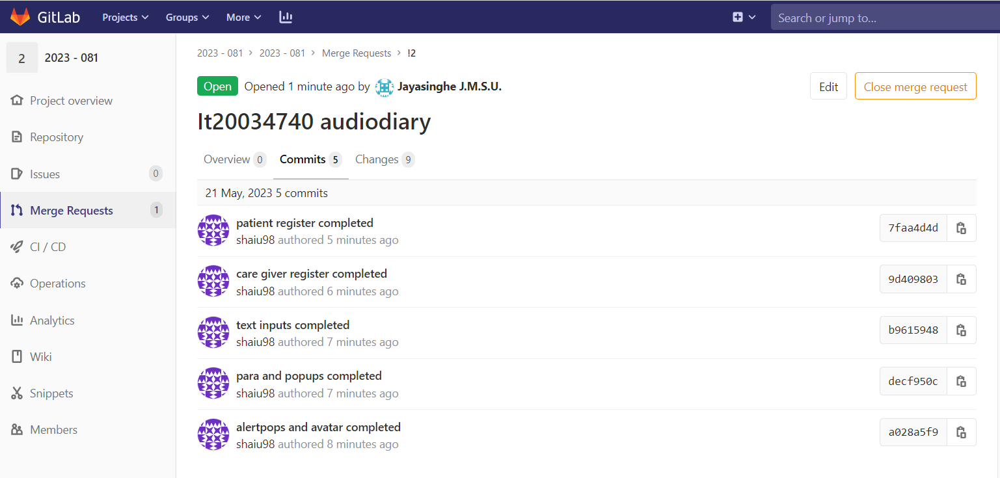 GitLab Projects Groups More Search or jump to...
2 2023 - 081
Project overview
Repository
Issues 0
Merge Requests 1
CI / CD
Operations
Analytics
Wiki
Snippets
Members
2023 - 081 > 2023 - 081 > Merge Requests > !2
Open Opened 1 minute ago by Jayasinghe J.M.S.U. Edit Close merge request
It20034740 audiodiary
Overview 0 Commits 5 Changes 9
21 May, 2023 5 commits
patient register completed
shaiu98 authored 5 minutes ago
7faa4d4d
care giver register completed
shaiu98 authored 6 minutes ago
9d409803
text inputs completed
shaiu98 authored 7 minutes ago
b9615948
para and popups completed
shaiu98 authored 7 minutes ago
decf950c
alertpops and avatar completed
shaiu98 authored 8 minutes ago
a028a5f9